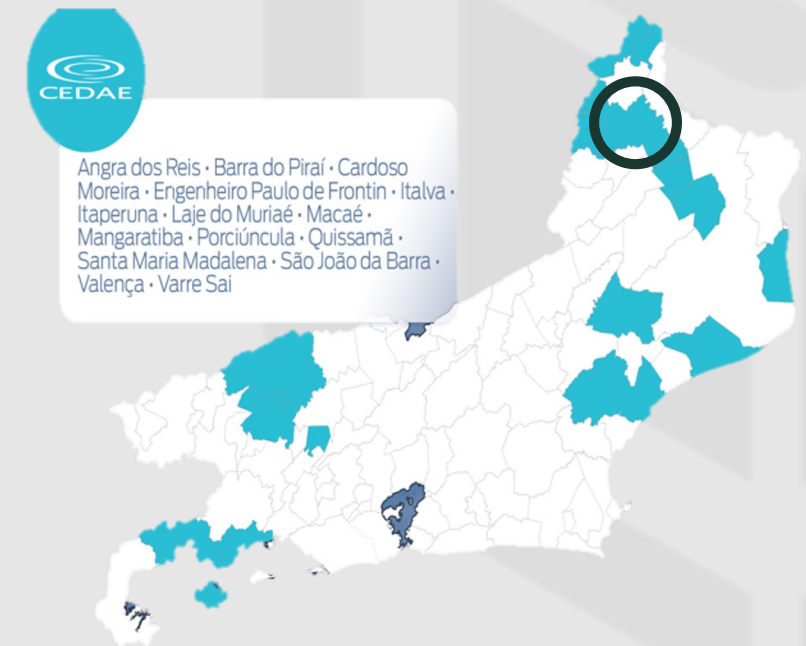 CEDAE
Angra dos Reis · Barra do Piraí · Cardoso
Moreira · Engenheiro Paulo de Frontin · Italva ·
Itaperuna · Laje do Muriaé · Macaé ·
Mangaratiba · Porciúncula · Quissamã ·
Santa Maria Madalena · São João da Barra ·
Valença · Varre Sai